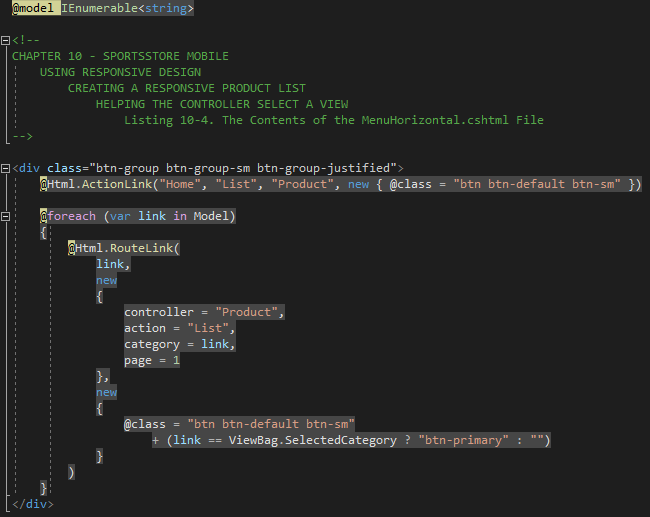 @model IEnumerable<string>
<!--
CHAPTER 10 - SPORTSSTORE MOBILE
USING RESPONSIVE DESIGN
CREATING A RESPONSIVE PRODUCT LIST
HELPING THE CONTROLLER SELECT A VIEW
Listing 10-4. The Contents of the MenuHorizontal.cshtml File
-->
<div class="btn-group btn-group-sm btn-group-justified">
@Html.ActionLink("Home", "List", "Product", new { @class = "btn btn-default btn-sm" })
@foreach (var link in Model)
{
@Html.RouteLink(
link,
new
{
controller = "Product",
action = "List",
category = link,
page = 1
},
new
{
@class = "btn btn-default btn-sm"
+ (link == ViewBag.SelectedCategory ? "btn-primary" : "")
}
)
}
</div>